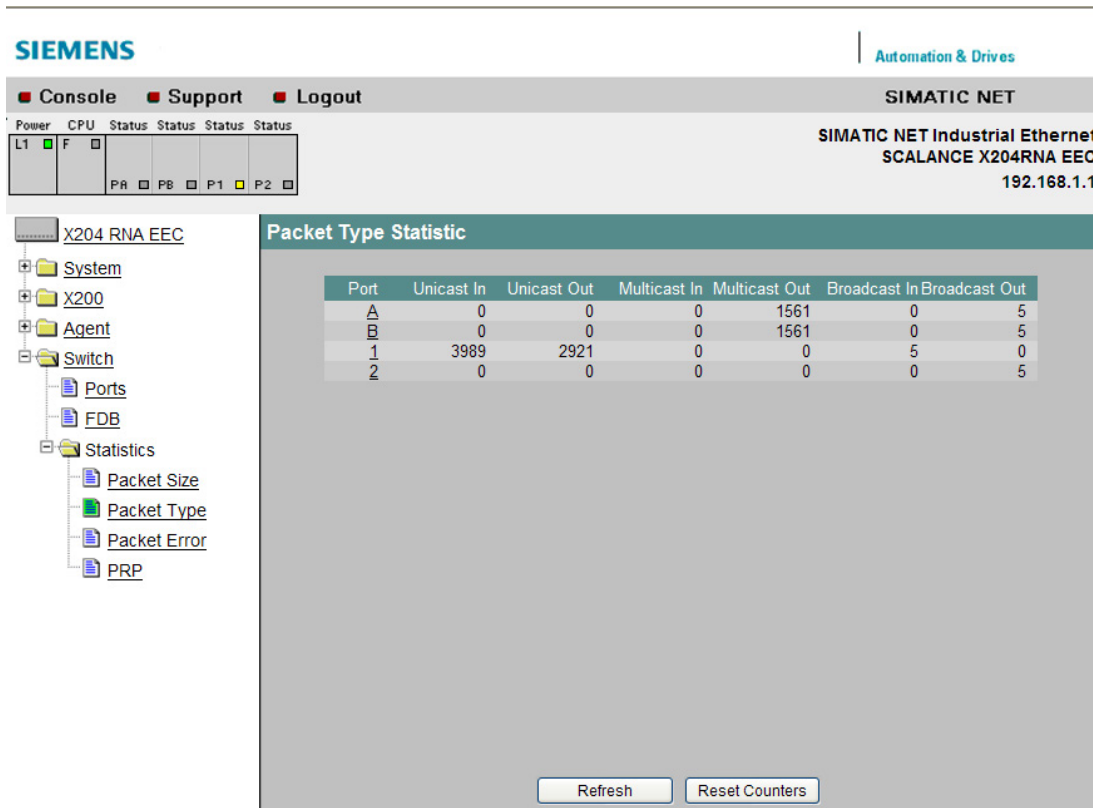 SIEMENS
Automation & Drives
Console Support Logout SIMATIC NET
Power CPU Status Status Status Status
L1 F PA PB P1 P2
SIMATIC NET Industrial Ethernet
SCALANCE X204RNA EEC
192.168.1.1
X204 RNA EEC
System
X200
Agent
Switch
Ports
FDB
Statistics
Packet Size
Packet Type
Packet Error
PRP
Packet Type Statistic
Port Unicast In Unicast Out Multicast In Multicast Out Broadcast In Broadcast Out
A 0 0 0 1561 0 5
B 0 0 0 1561 0 5
1 3989 2921 0 0 5 0
2 0 0 0 0 0 5
Refresh Reset Counters